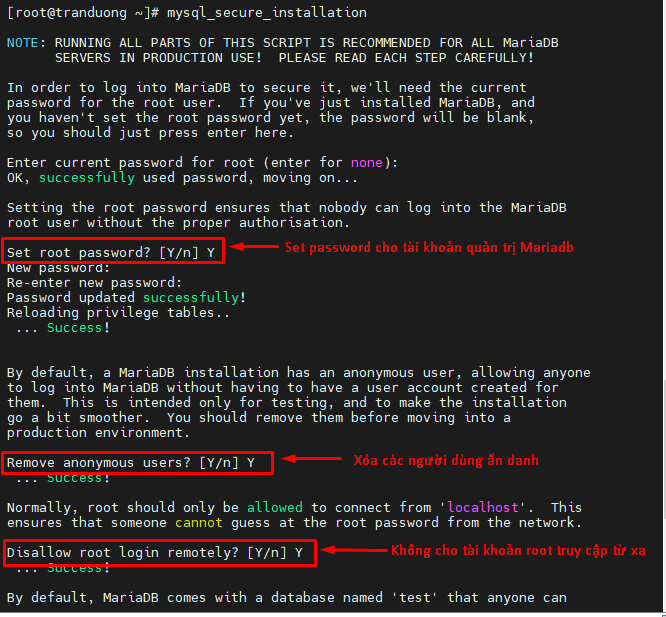 [root@tranduong ~]# mysql_secure_installation
NOTE: RUNNING ALL PARTS OF THIS SCRIPT IS RECOMMENDED FOR ALL MariaDB
SERVERS IN PRODUCTION USE!  PLEASE READ EACH STEP CAREFULLY!
In order to log into MariaDB to secure it, we'll need the current
password for the root user.  If you've just installed MariaDB, and
you haven't set the root password yet, the password will be blank,
so you should just press enter here.
Enter current password for root (enter for none):
OK, successfully used password, moving on...
Setting the root password ensures that nobody can log into the MariaDB
root user without the proper authorisation.
Set root password? [Y/n] Y
Set password cho tài khoản quản trị Mariadb
New password:
Re-enter new password:
Password updated successfully!
Reloading privilege tables..
... Success!
By default, a MariaDB installation has an anonymous user, allowing anyone
to log into MariaDB without having to have a user account created for
them.  This is intended only for testing, and to make the installation
go a bit smoother.  You should remove them before moving into a
production environment.
Remove anonymous users? [Y/n] Y
Xóa các người dùng ẩn danh
... Success!
Normally, root should only be allowed to connect from 'localhost'.  This
ensures that someone cannot guess at the root password from the network.
Disallow root login remotely? [Y/n] Y
Không cho tài khoản root truy cập từ xa
... Success!
By default, MariaDB comes with a database named 'test' that anyone can